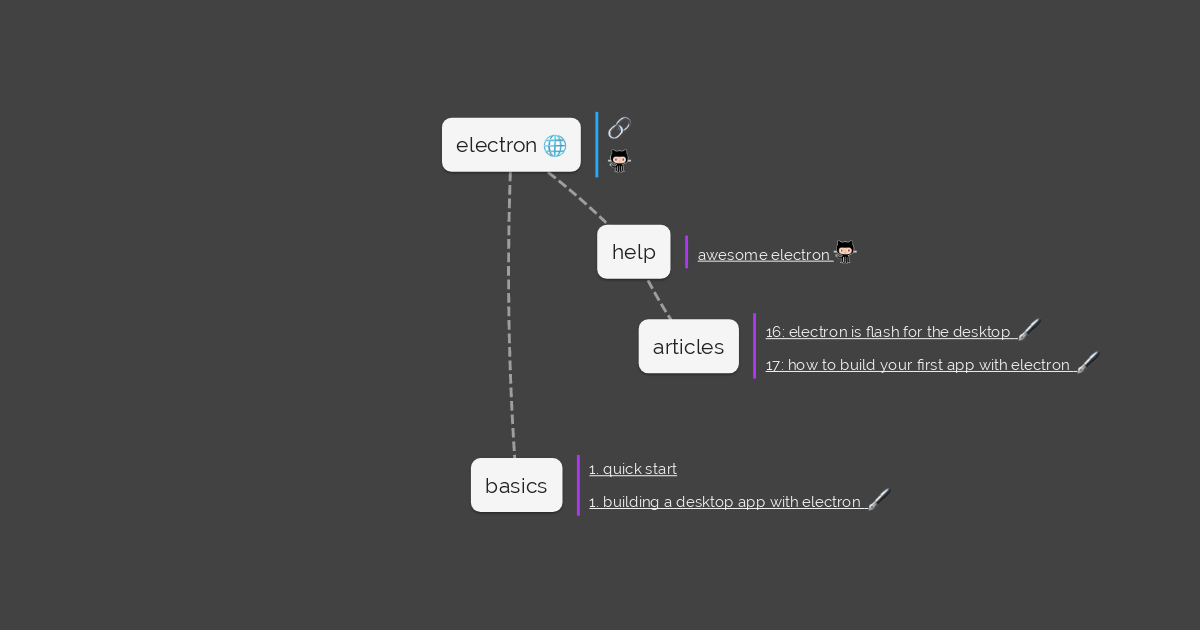 electron
help
awesome electron
articles
16: electron is flash for the desktop
17: how to build your first app with electron
basics
1. quick start
1. building a desktop app with electron